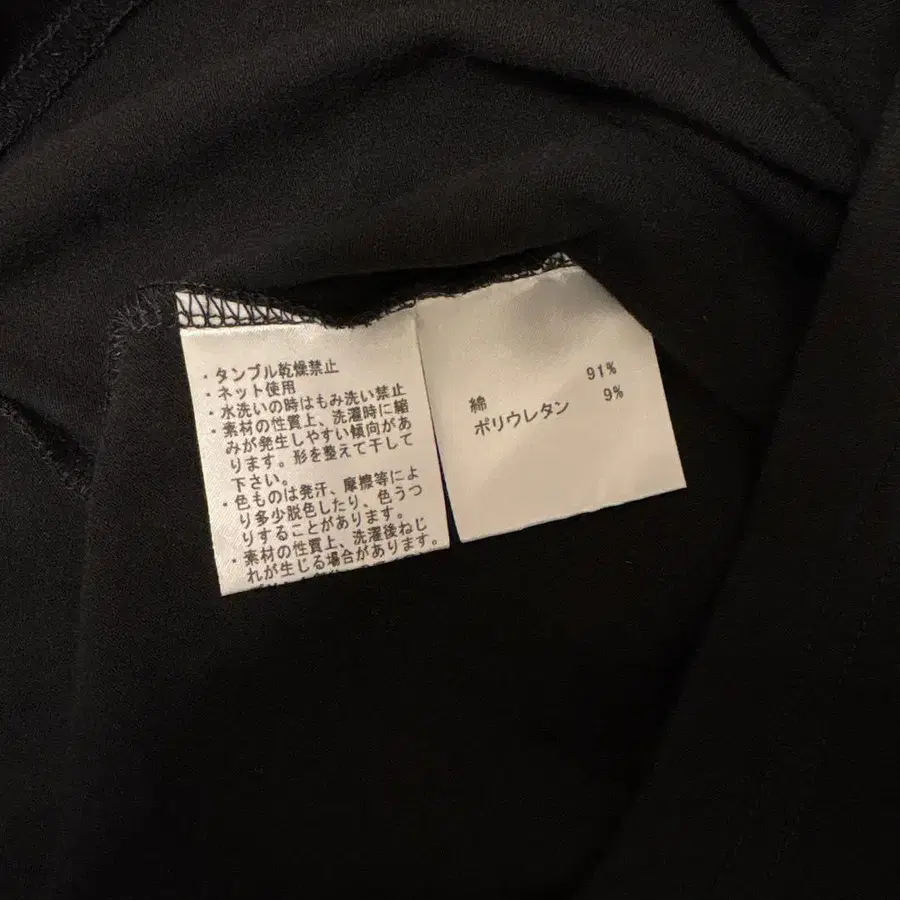 ・タンブル乾燥禁止
・ネット使用
・水洗いの時はもみ洗い禁止
・素材の性質上、洗濯時に縮
みが発生しやすい傾向があ
ります。形を整えて干して
下さい。
・色ものは発汗、摩擦等によ
り多少脱色したり、色うつ
りすることがあります。
・素材の性質上、洗濯後ねじ
れが生じる場合があります。
綿 91%
ポリウレタン 9%